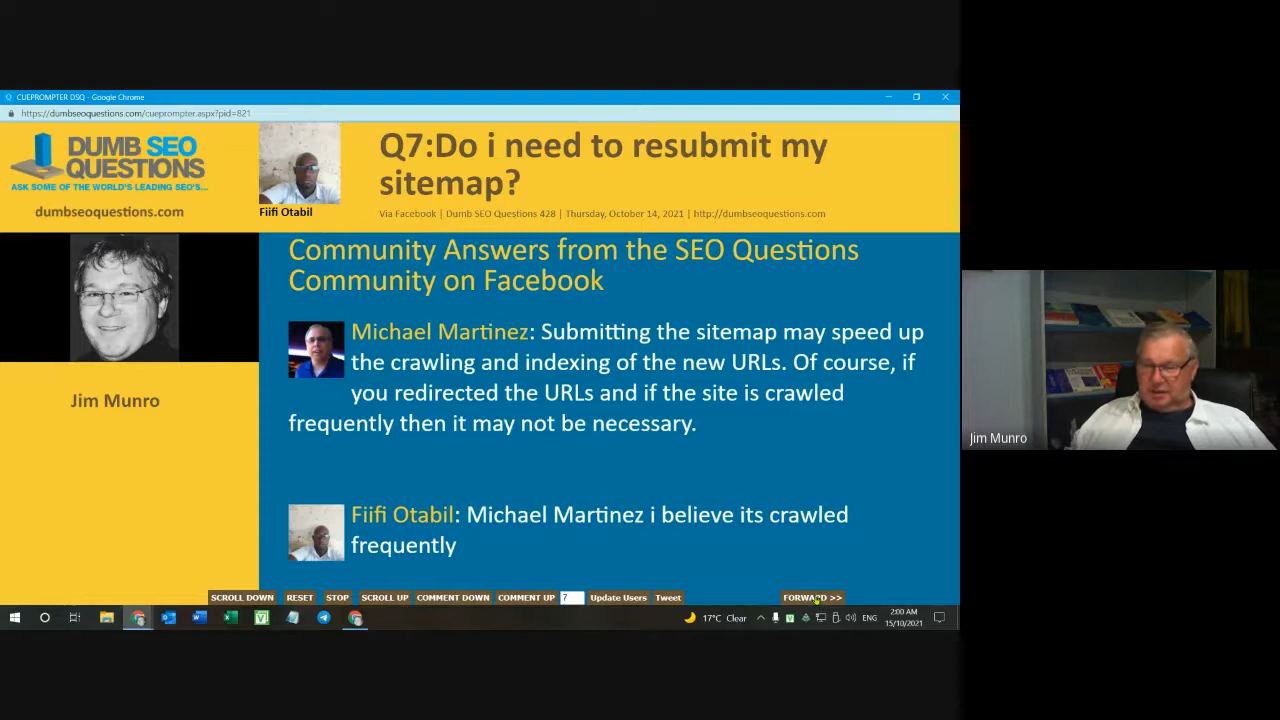 CUEPROMPTER DSQ - Google Chrome
https://dumbseoquestions.com/cueprompter.aspx?pid=821
DUMB SEO
QUESTIONS
ASK SOME OF THE WORLD'S LEADING SEO'S...
dumbseoquestions.com
Fiifi Otabil
Q7:Do i need to resubmit my
sitemap?
Via Facebook | Dumb SEO Questions 428 | Thursday, October 14, 2021 | http://dumbseoquestions.com
Jim Munro
Community Answers from the SEO Questions
Community on Facebook
Michael Martinez: Submitting the sitemap may speed up
the crawling and indexing of the new URLs. Of course, if
you redirected the URLs and if the site is crawled
frequently then it may not be necessary.
Fiifi Otabil: Michael Martinez i believe its crawled
frequently
SCROLL DOWN RESET STOP SCROLL UP COMMENT DOWN COMMENT UP 7 Update Users Tweet FORWARD >>
17°C Clear ENG 2:00 AM
15/10/2021
Jim Munro